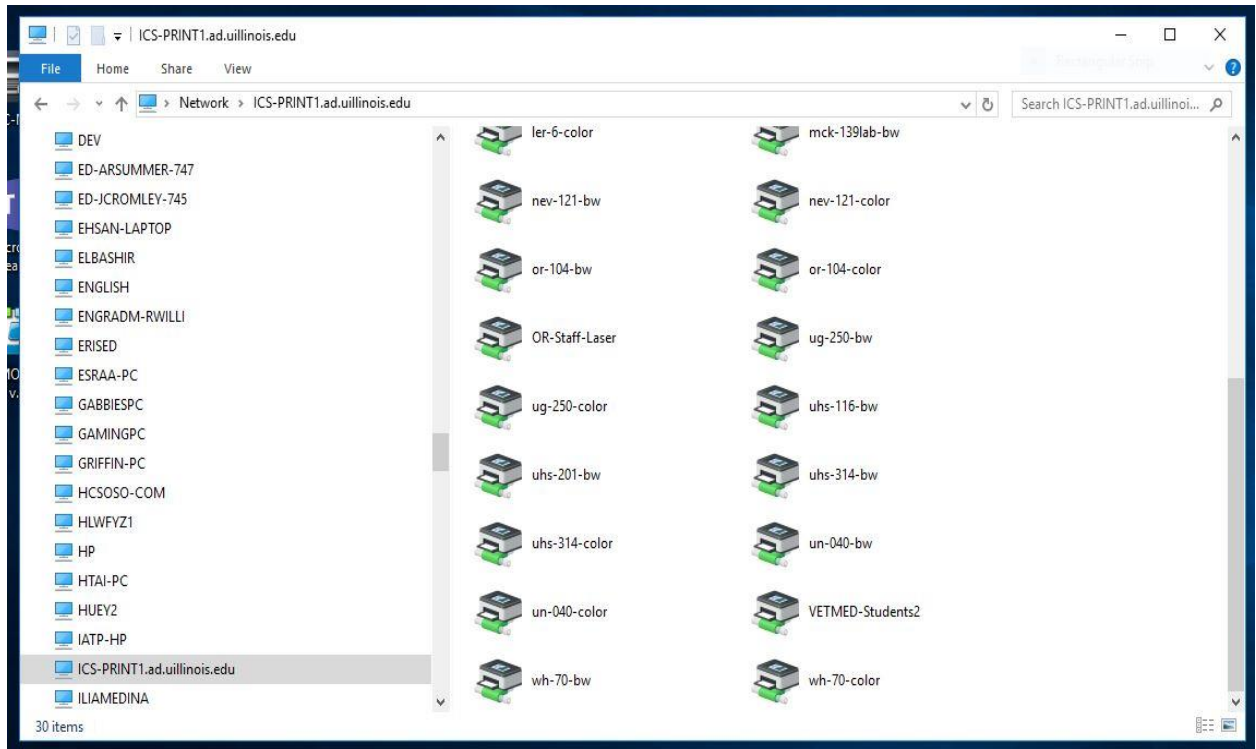 ICS-PRINT1.ad.uillinois.edu
File Home Share View
Network > ICS-PRINT1.ad.uillinois.edu
Search ICS-PRINT1.ad.uillinoi...
DEV
ED-ARSUMMER-747
ED-JCROMLEY-745
EHSAN-LAPTOP
ELBASHIR
ENGLISH
ENGRADM-RWILLI
ERISED
ESRAA-PC
GABBIESPC
GAMINGPC
GRIFFIN-PC
HCSOSO-COM
HLWFYZ1
HP
HTAI-PC
HUEY2
IATP-HP
ICS-PRINT1.ad.uillinois.edu
ILIAMEDINA
ler-6-color mck-139lab-bw
nev-121-bw nev-121-color
or-104-bw or-104-color
OR-Staff-Laser ug-250-bw
ug-250-color uhs-116-bw
uhs-201-bw uhs-314-bw
uhs-314-color un-040-bw
un-040-color VETMED-Students2
wh-70-bw wh-70-color
30 items